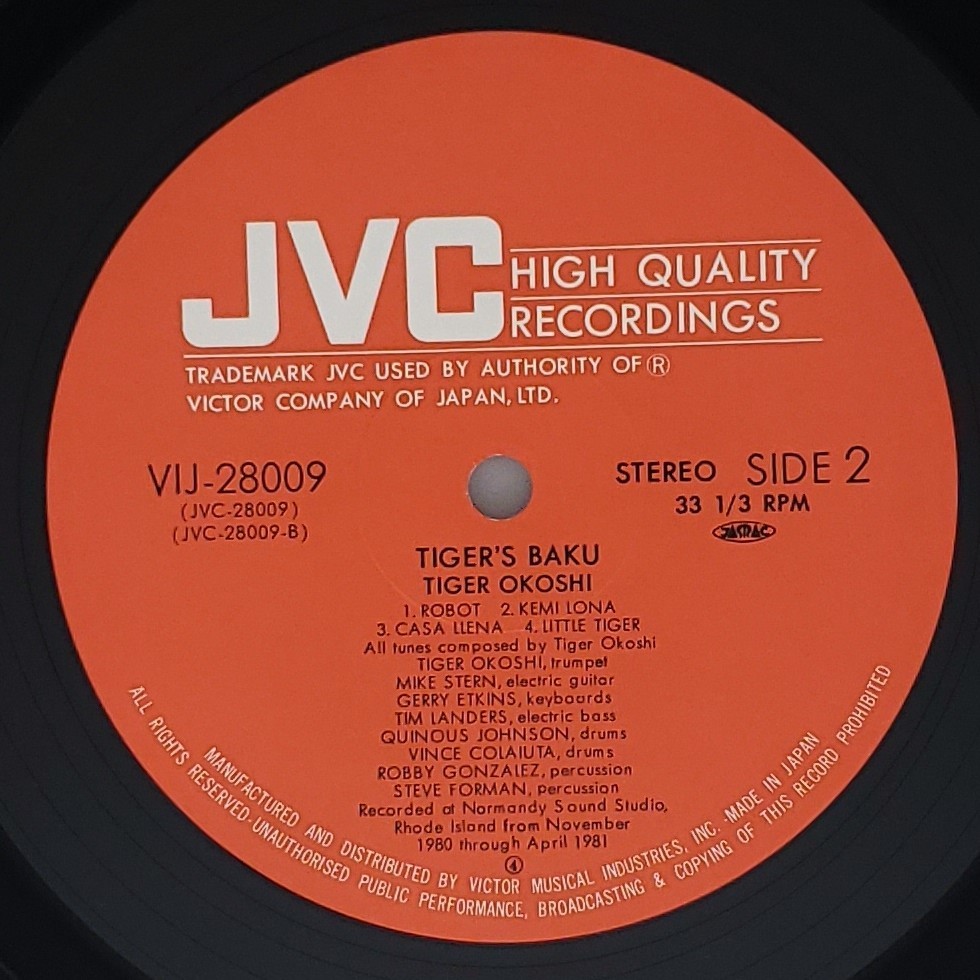 JVC HIGH QUALITY
RECORDINGS
TRADEMARK JVC USED BY AUTHORITY OF Ⓡ
VICTOR COMPANY OF JAPAN, LTD.
VIJ-28009
(JVC-28009)
(JVC-28009-B)
STEREO SIDE 2
33 1/3 RPM
JASRAC
TIGER'S BAKU
TIGER OKOSHI
1. ROBOT 2. KEMI LONA
3. CASA LLENA 4. LITTLE TIGER
All tunes composed by Tiger Okoshi
TIGER OKOSHI, trumpet
MIKE STERN, electric guitar
GERRY ETKINS, keyboards
TIM LANDERS, electric bass
QUINOUS JOHNSON, drums
VINCE COLAIUTA, drums
ROBBY GONZALEZ, percussion
STEVE FORMAN, percussion
Recorded at Normandy Sound Studio,
Rhode Island from November
1980 through April 1981
④
MANUFACTURED AND DISTRIBUTED BY VICTOR MUSICAL INDUSTRIES, INC. MADE IN JAPAN
ALL RIGHTS RESERVED-UNAUTHORISED PUBLIC PERFORMANCE, BROADCASTING & COPYING OF THIS RECORD PROHIBITED